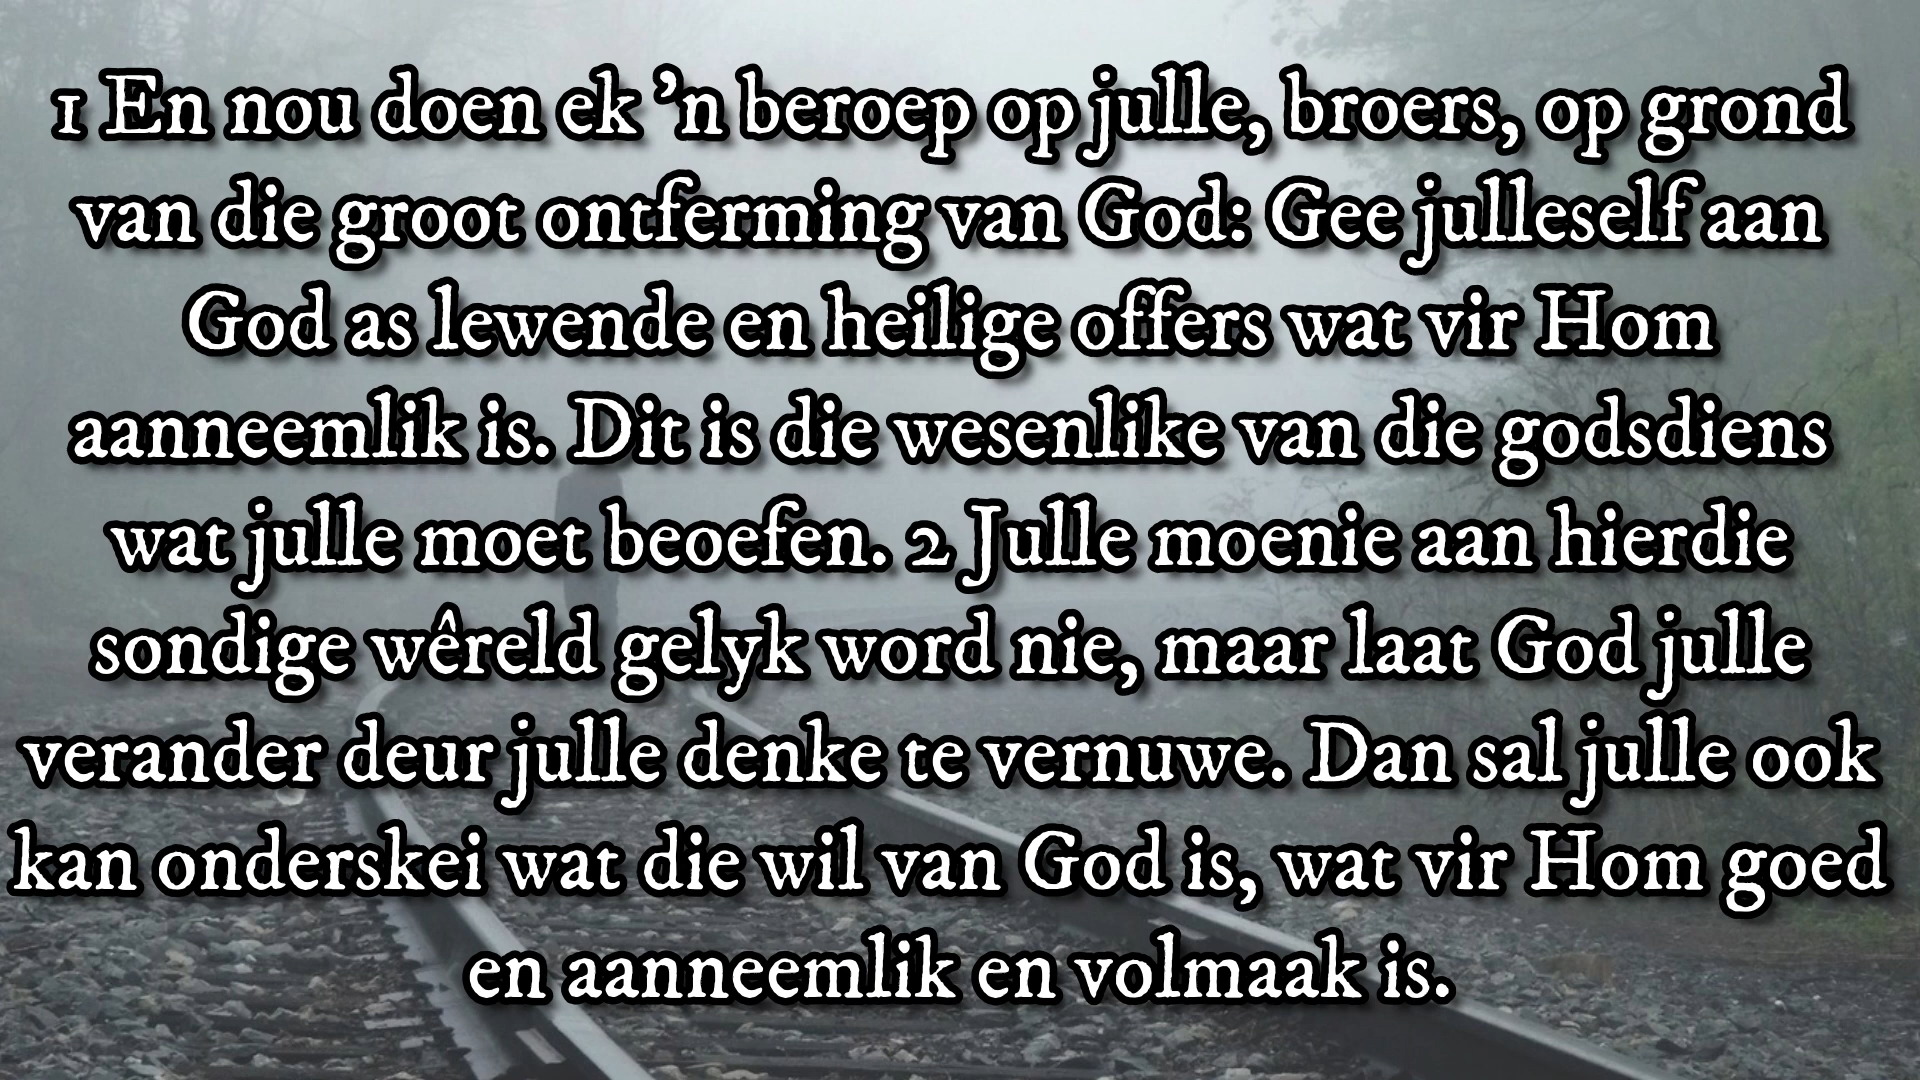 1 En nou doen ek ’n beroep op julle, broers, op grond
van die groot ontferming van God: Gee julleself aan
God as lewende en heilige offers wat vir Hom
aanneemlik is. Dit is die wesenlike van die godsdiens
wat julle moet beoefen. 2 Julle moenie aan hierdie
sondige wêreld gelyk word nie, maar laat God julle
verander deur julle denke te vernuwe. Dan sal julle ook
kan onderskei wat die wil van God is, wat vir Hom goed
en aanneemlik en volmaak is.